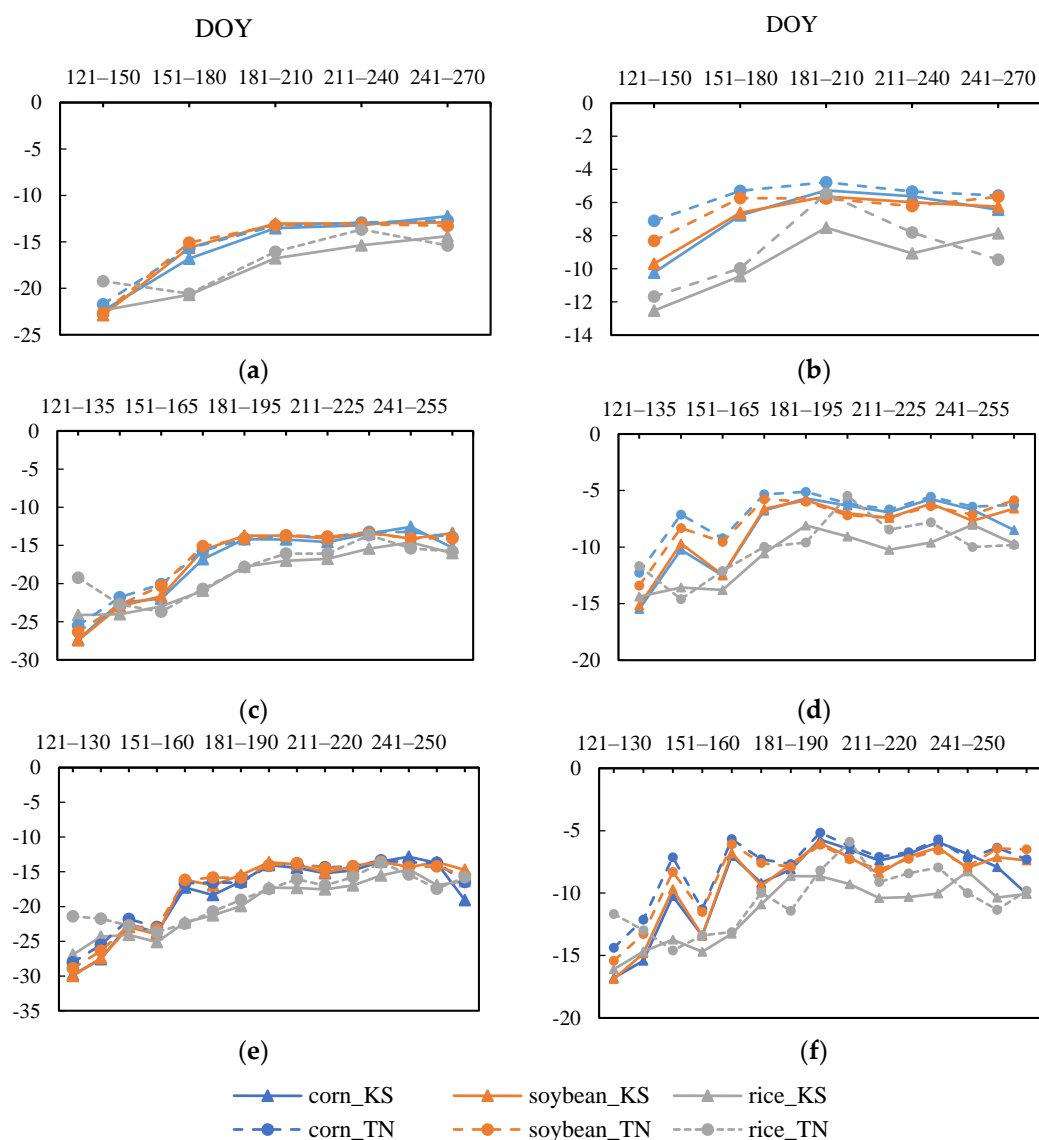 DOY
DOY
121–150 151–180 181–210 211–240 241–270
0
-5
-10
-15
-20
-25
(a)
121–150 151–180 181–210 211–240 241–270
0
-2
-4
-6
-8
-10
-12
-14
(b)
121–135 151–165 181–195 211–225 241–255
0
-5
-10
-15
-20
-25
-30
(c)
121–135 151–165 181–195 211–225 241–255
0
-5
-10
-15
-20
(d)
121–130 151–160 181–190 211–220 241–250
0
-5
-10
-15
-20
-25
-30
-35
(e)
121–130 151–160 181–190 211–220 241–250
0
-5
-10
-15
-20
(f)
corn_KS soybean_KS rice_KS
corn_TN soybean_TN rice_TN